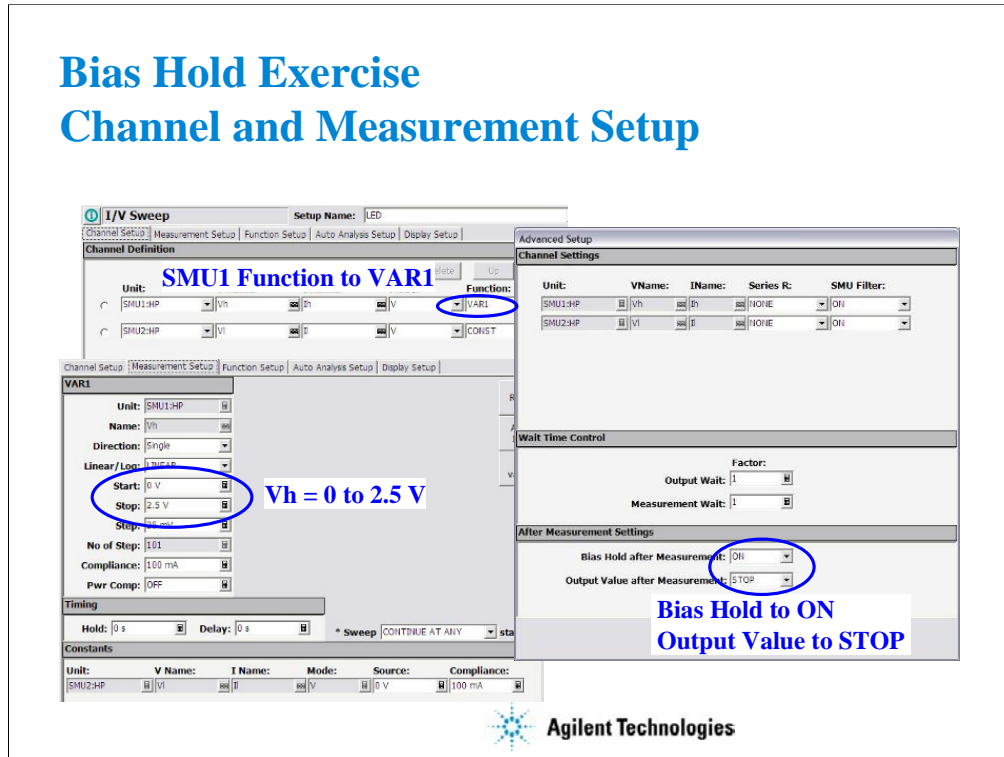 Bias Hold Exercise
Channel and Measurement Setup
I/V Sweep Setup Name: LED
Channel Setup Measurement Setup Function Setup Auto Analysis Setup Display Setup
Channel Definition
Up
SMU1 Function to VAR1
Unit: Function:
SMU1:HP Vh Ih V VAR1
SMU2:HP Vl Il V CONST
Channel Setup Measurement Setup Function Setup Auto Analysis Setup Display Setup
VAR1
Unit: SMU1:HP
Name: Vh
Direction: Single
Linear/Log: LINEAR
Start: 0 V
Stop: 2.5 V
Step: 25 mV
No of Step: 101
Compliance: 100 mA
Pwr Comp: OFF
Vh = 0 to 2.5 V
Timing
Hold: 0 s Delay: 0 s * Sweep CONTINUE AT ANY sta
Constants
Unit: V Name: I Name: Mode: Source: Compliance:
SMU2:HP Vl Il V 0 V 100 mA
Advanced Setup
Channel Settings
Unit: VName: IName: Series R: SMU Filter:
SMU1:HP Vh Ih NONE ON
SMU2:HP Vl Il NONE ON
Wait Time Control
Factor:
Output Wait: 1
Measurement Wait: 1
After Measurement Settings
Bias Hold after Measurement: ON
Output Value after Measurement: STOP
Bias Hold to ON
Output Value to STOP
Agilent Technologies